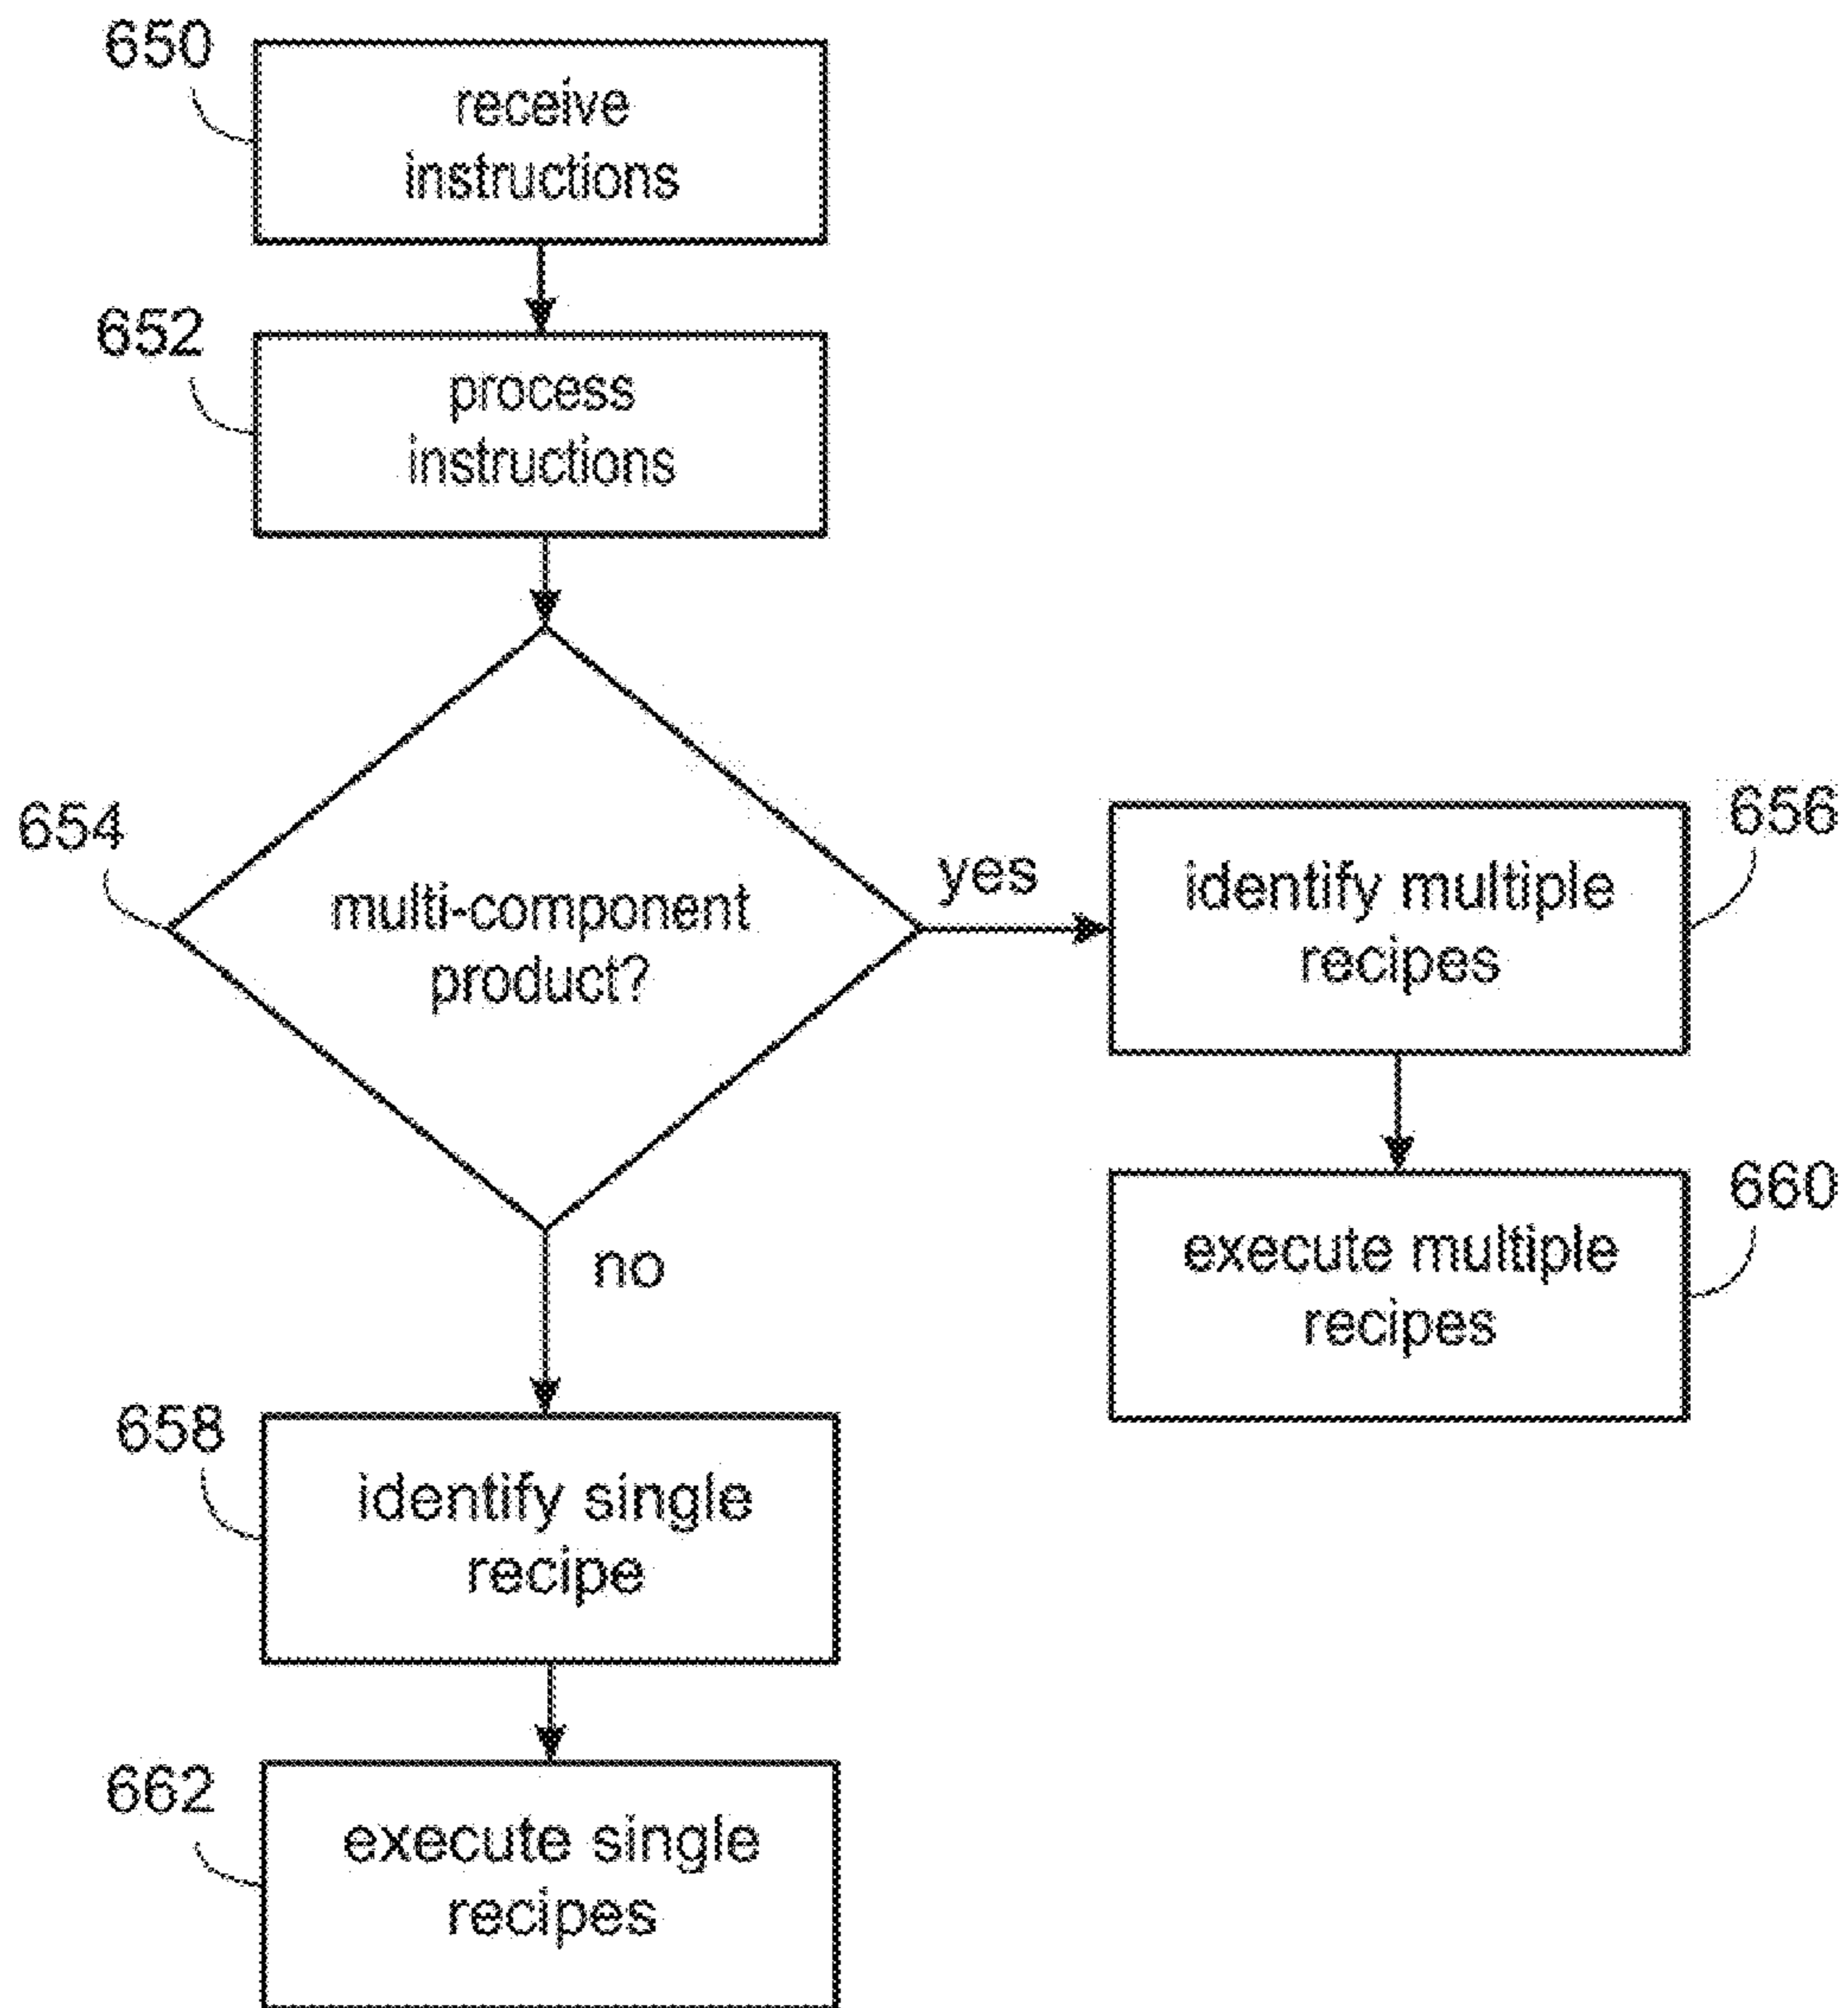 650
receive
instructions
652
process
instructions
654
multi-component
product?
yes
656
identify multiple
recipes
660
execute multiple
recipes
no
658
identify single
recipe
662
execute single
recipes